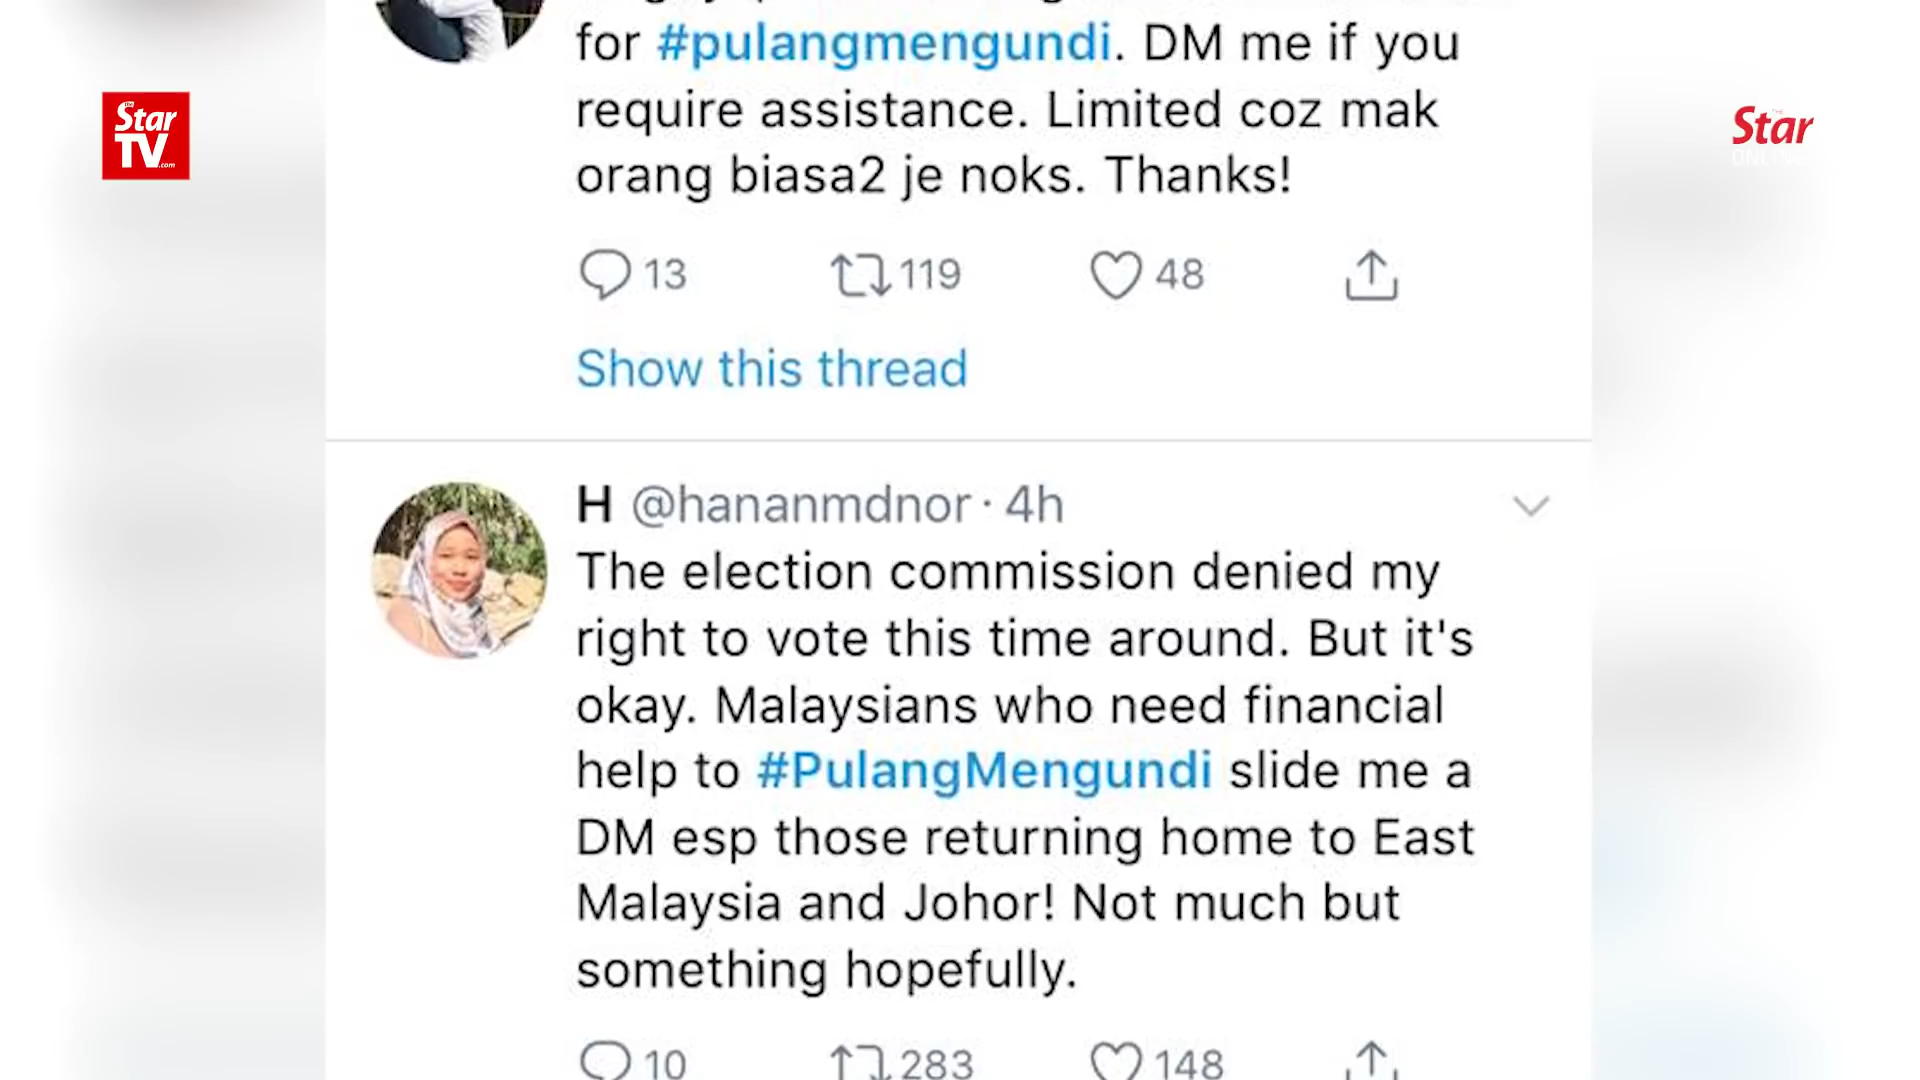 for #pulangmengundi. DM me if you
require assistance. Limited coz mak
orang biasa2 je noks. Thanks!
13 119 48
Show this thread
H @hananmdnor · 4h
The election commission denied my
right to vote this time around. But it's
okay. Malaysians who need financial
help to #PulangMengundi slide me a
DM esp those returning home to East
Malaysia and Johor! Not much but
something hopefully.
10 283 148
The Star
TV.com
Star
ONLINE